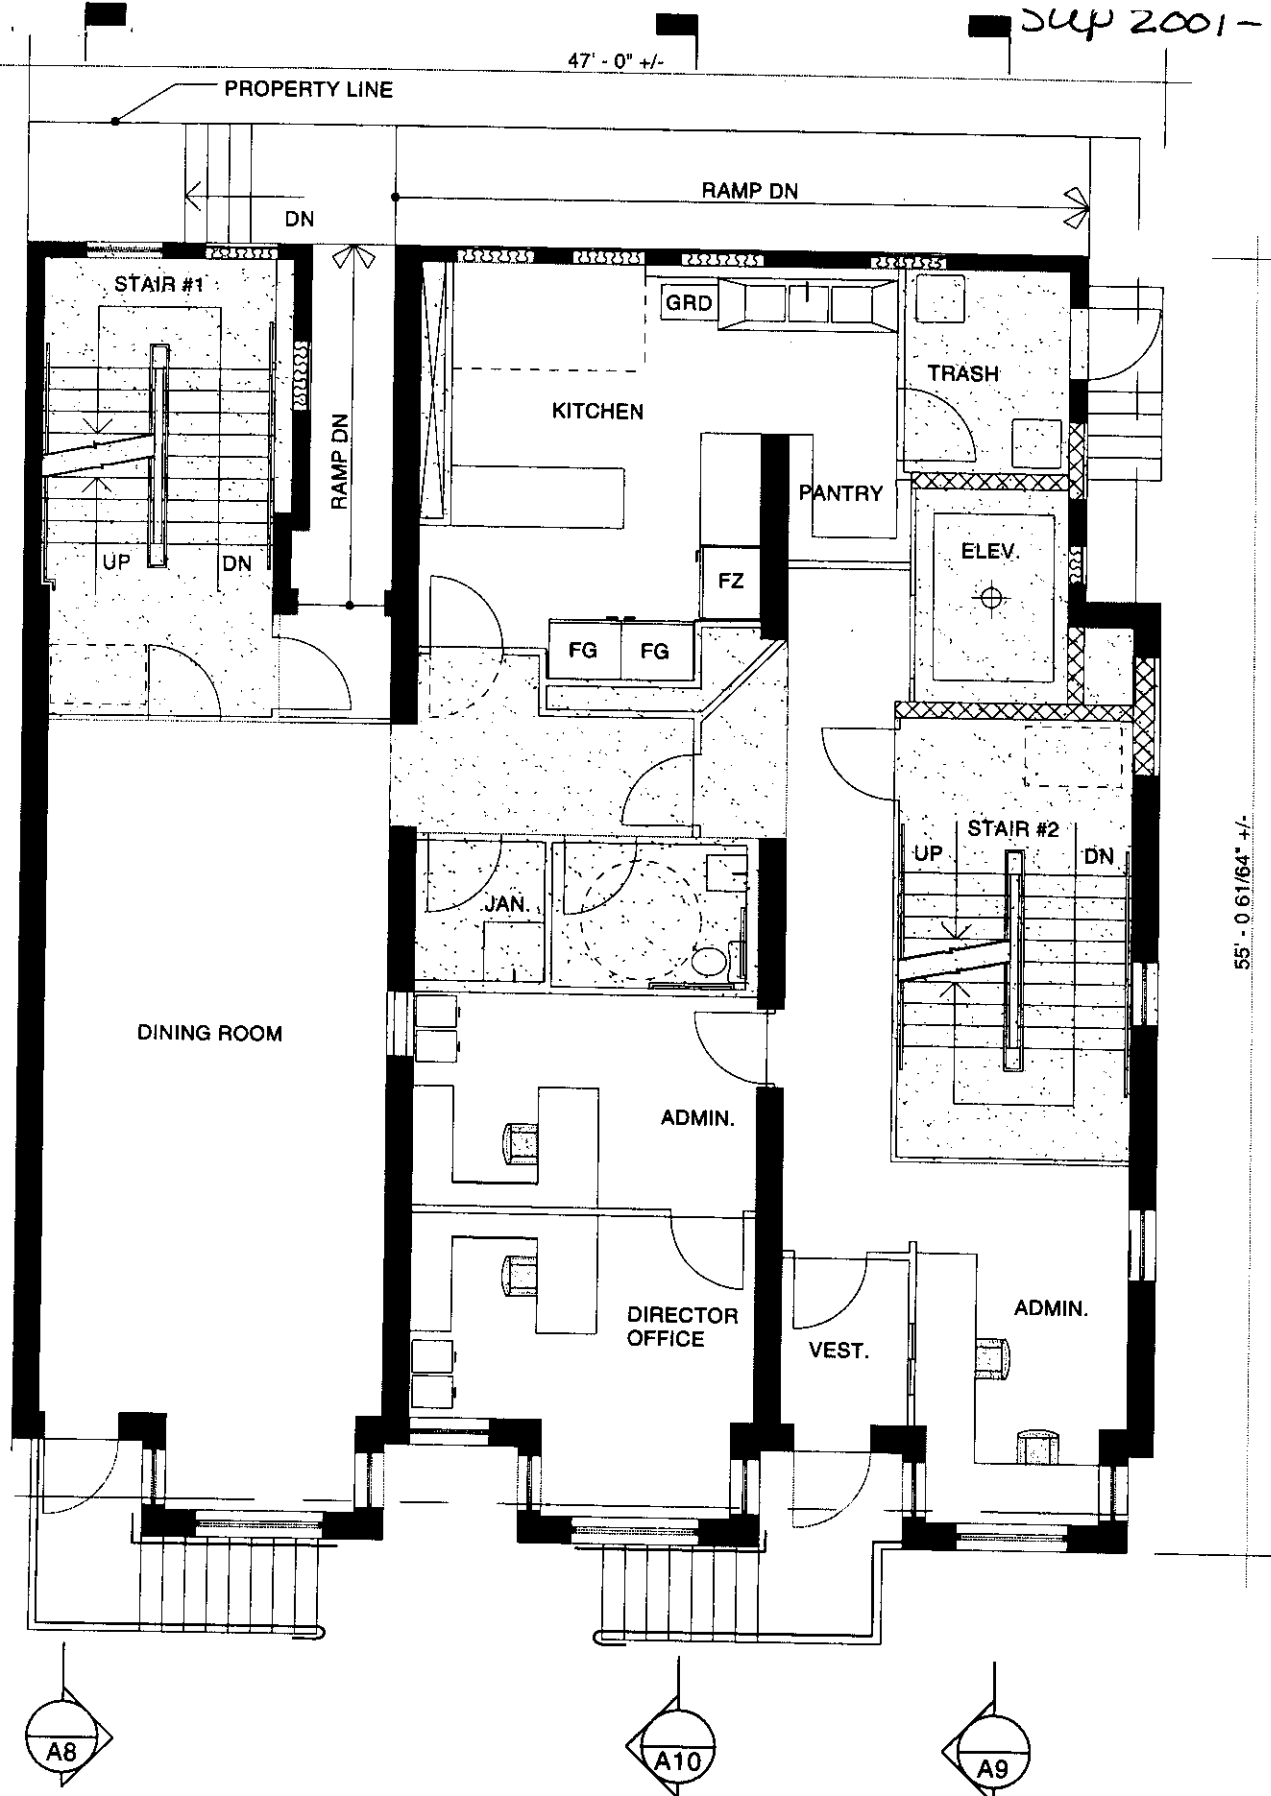 Sup 2001-
47' - 0" +/-
PROPERTY LINE
RAMP DN
DN
STAIR #1
GRD
TRASH
KITCHEN
RAMP DN
PANTRY
ELEV.
UP
DN
FZ
FG
FG
STAIR #2
UP
DN
55' - 0 61/64" +/-
JAN.
DINING ROOM
ADMIN.
DIRECTOR
OFFICE
ADMIN.
VEST.
A8
A10
A9